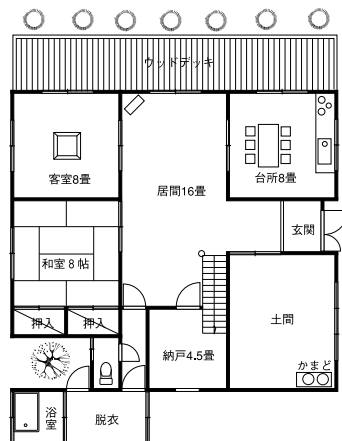 ウッドデッキ
客室8畳
居間16畳
台所8畳
玄関
和室８帖
押入
押入
土間
納戸4.5畳
かまど
浴室
脱衣